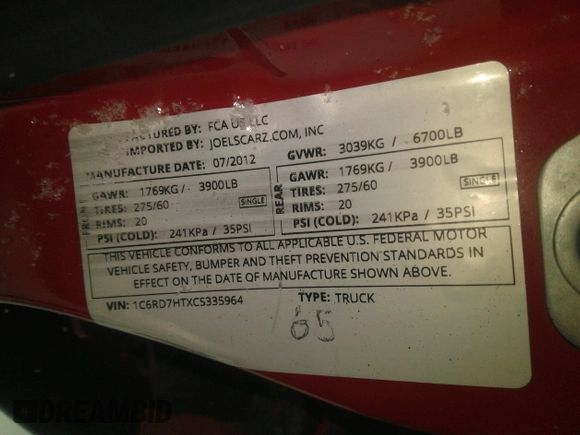 MANUFACTURED BY: FCA US LLC
IMPORTED BY: JOELSCARZ.COM, INC
MANUFACTURE DATE: 07/2012
GVWR: 3039KG / 6700LB
FRONT
GAWR: 1769KG / 3900LB
TIRES: 275/60
SINGLE
RIMS: 20
PSI (COLD): 241KPa / 35PSI
REAR
GAWR: 1769KG / 3900LB
TIRES: 275/60
SINGLE
RIMS: 20
PSI (COLD): 241KPa / 35PSI
THIS VEHICLE CONFORMS TO ALL APPLICABLE U.S. FEDERAL MOTOR
VEHICLE SAFETY, BUMPER AND THEFT PREVENTION STANDARDS IN
EFFECT ON THE DATE OF MANUFACTURE SHOWN ABOVE.
VIN: 1C6RD7HTXCS335964
TYPE: TRUCK
65
DREAMBID